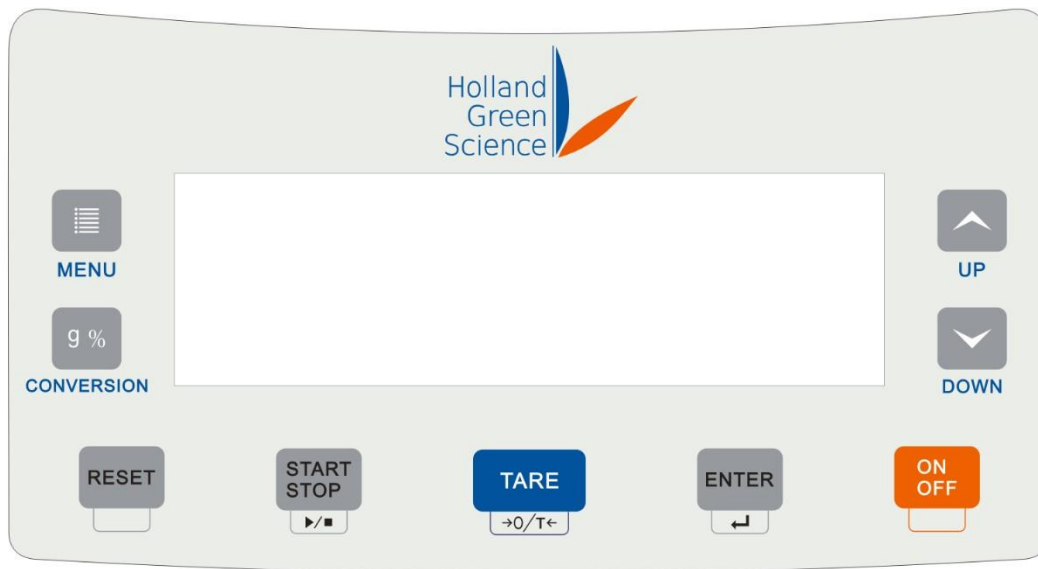 Holland
Green
Science
MENU
UP
g %
CONVERSION
DOWN
RESET
START
STOP
TARE
ENTER
ON
OFF
▶/■
→0/T←